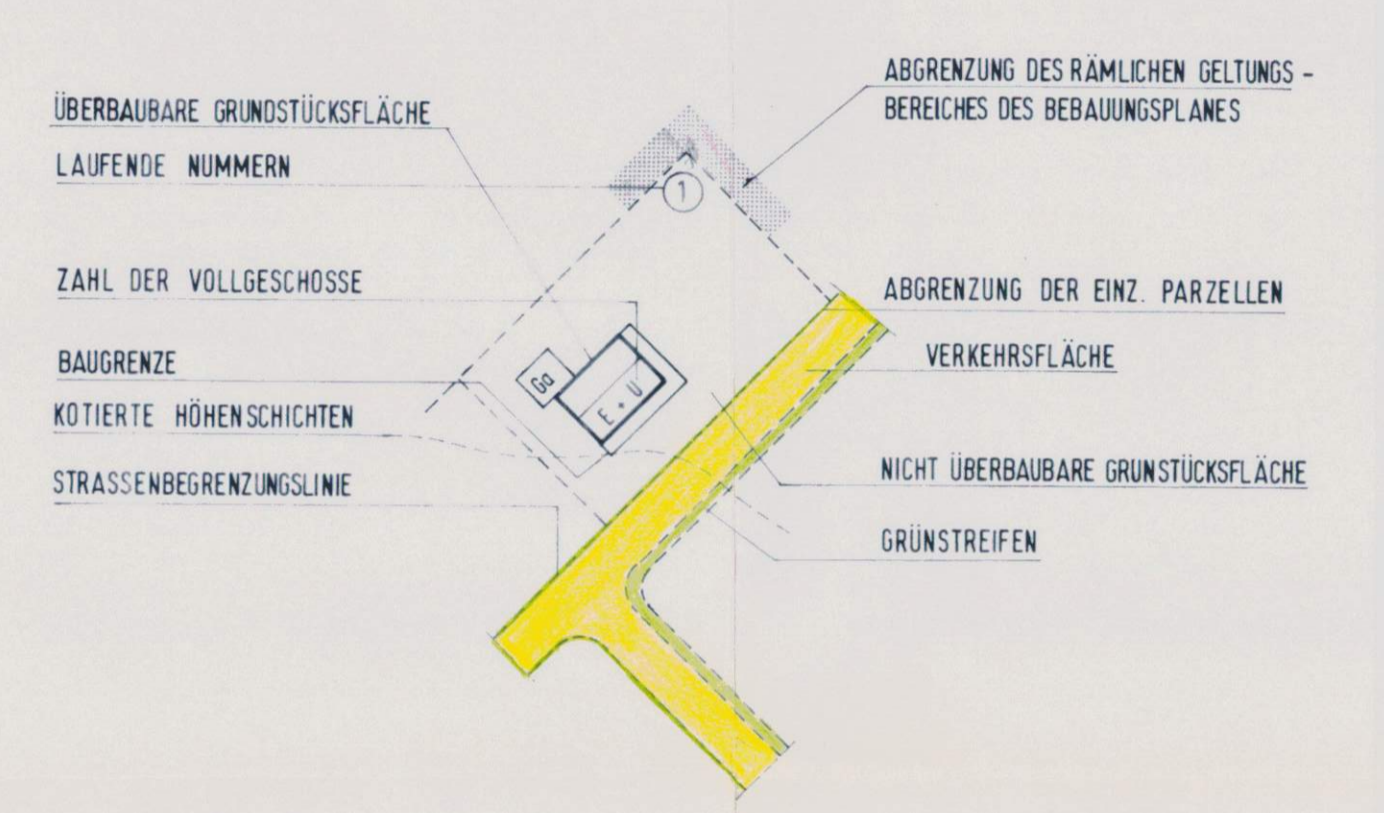 ÜBERBAUBARE GRUNDSTÜCKSFLÄCHE
LAUFENDE NUMMERN
ZAHL DER VOLLGESCHOSSE
BAUGRENZE
KOTIERTE HÖHENSCHICHTEN
STRASSENBEGRENZUNGSLINIE
1
Ga
E + U
ABGRENZUNG DES RÄMLICHEN GELTUNGS-
BEREICHES DES BEBAUUNGSPLANES
ABGRENZUNG DER EINZ. PARZELLEN
VERKEHRSFLÄCHE
NICHT ÜBERBAUBARE GRUNSTÜCKSFLÄCHE
GRÜNSTREIFEN